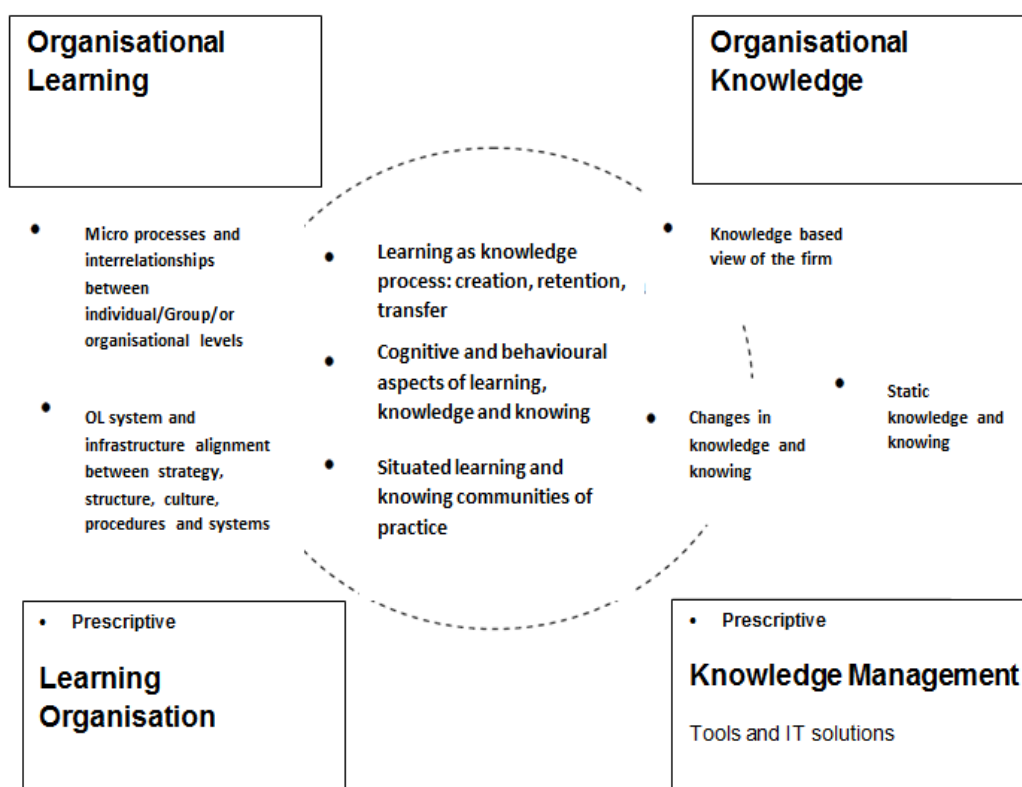 Organisational
Learning
Organisational
Knowledge
• Micro processes and
interrelationships
between
individual/Group/or
organisational levels
• OL system and
infrastructure alignment
between strategy,
structure, culture,
procedures and systems
• Learning as knowledge
process: creation, retention,
transfer
• Cognitive and behavioural
aspects of learning,
knowledge and knowing
• Situated learning and
knowing communities of
practice
• Knowledge based
view of the firm
• Changes in
knowledge and
knowing
• Static
knowledge and
knowing
• Prescriptive
Learning
Organisation
• Prescriptive
Knowledge Management
Tools and IT solutions